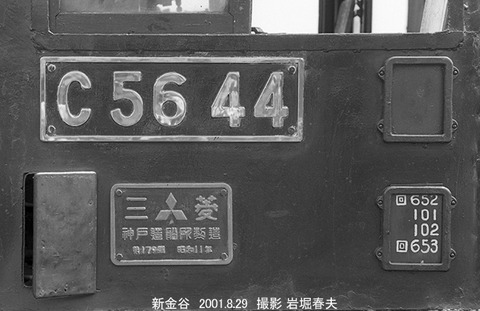 C56 44
三菱
神戸造船所製造
第179號 昭和11年
回652
101
102
回653
新金谷 2001.8.29 撮影 岩堀春夫